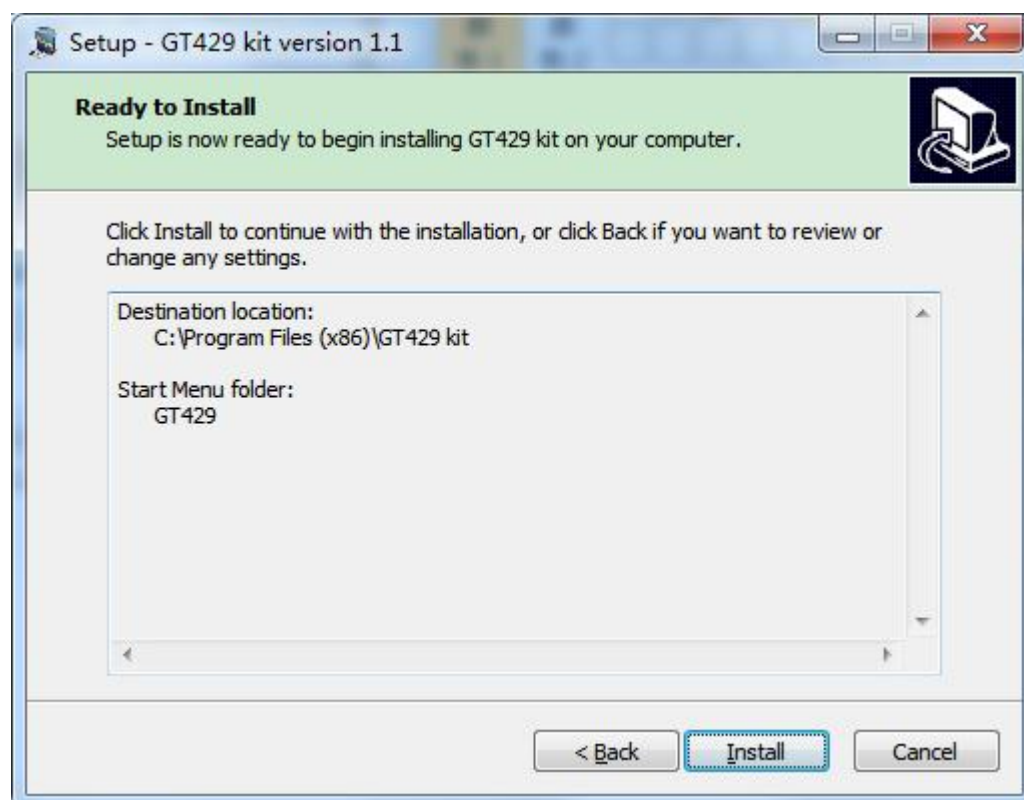 Setup - GT429 kit version 1.1
Ready to Install
Setup is now ready to begin installing GT429 kit on your computer.
Click Install to continue with the installation, or click Back if you want to review or
change any settings.
Destination location:
C:\Program Files (x86)\GT429 kit
Start Menu folder:
GT429
< Back
Install
Cancel